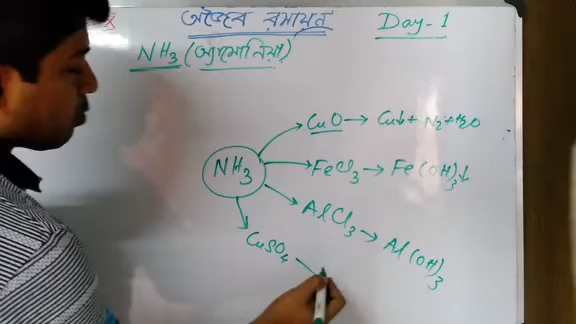 অজৈব রসায়ন
Day-1
NH3 (অ্যামোনিয়া)
CuO → Cu↓ + N2 + H2O
NH3
FeCl3 → Fe(OH)3↓
AlCl3 → Al(OH)3
CuSO4